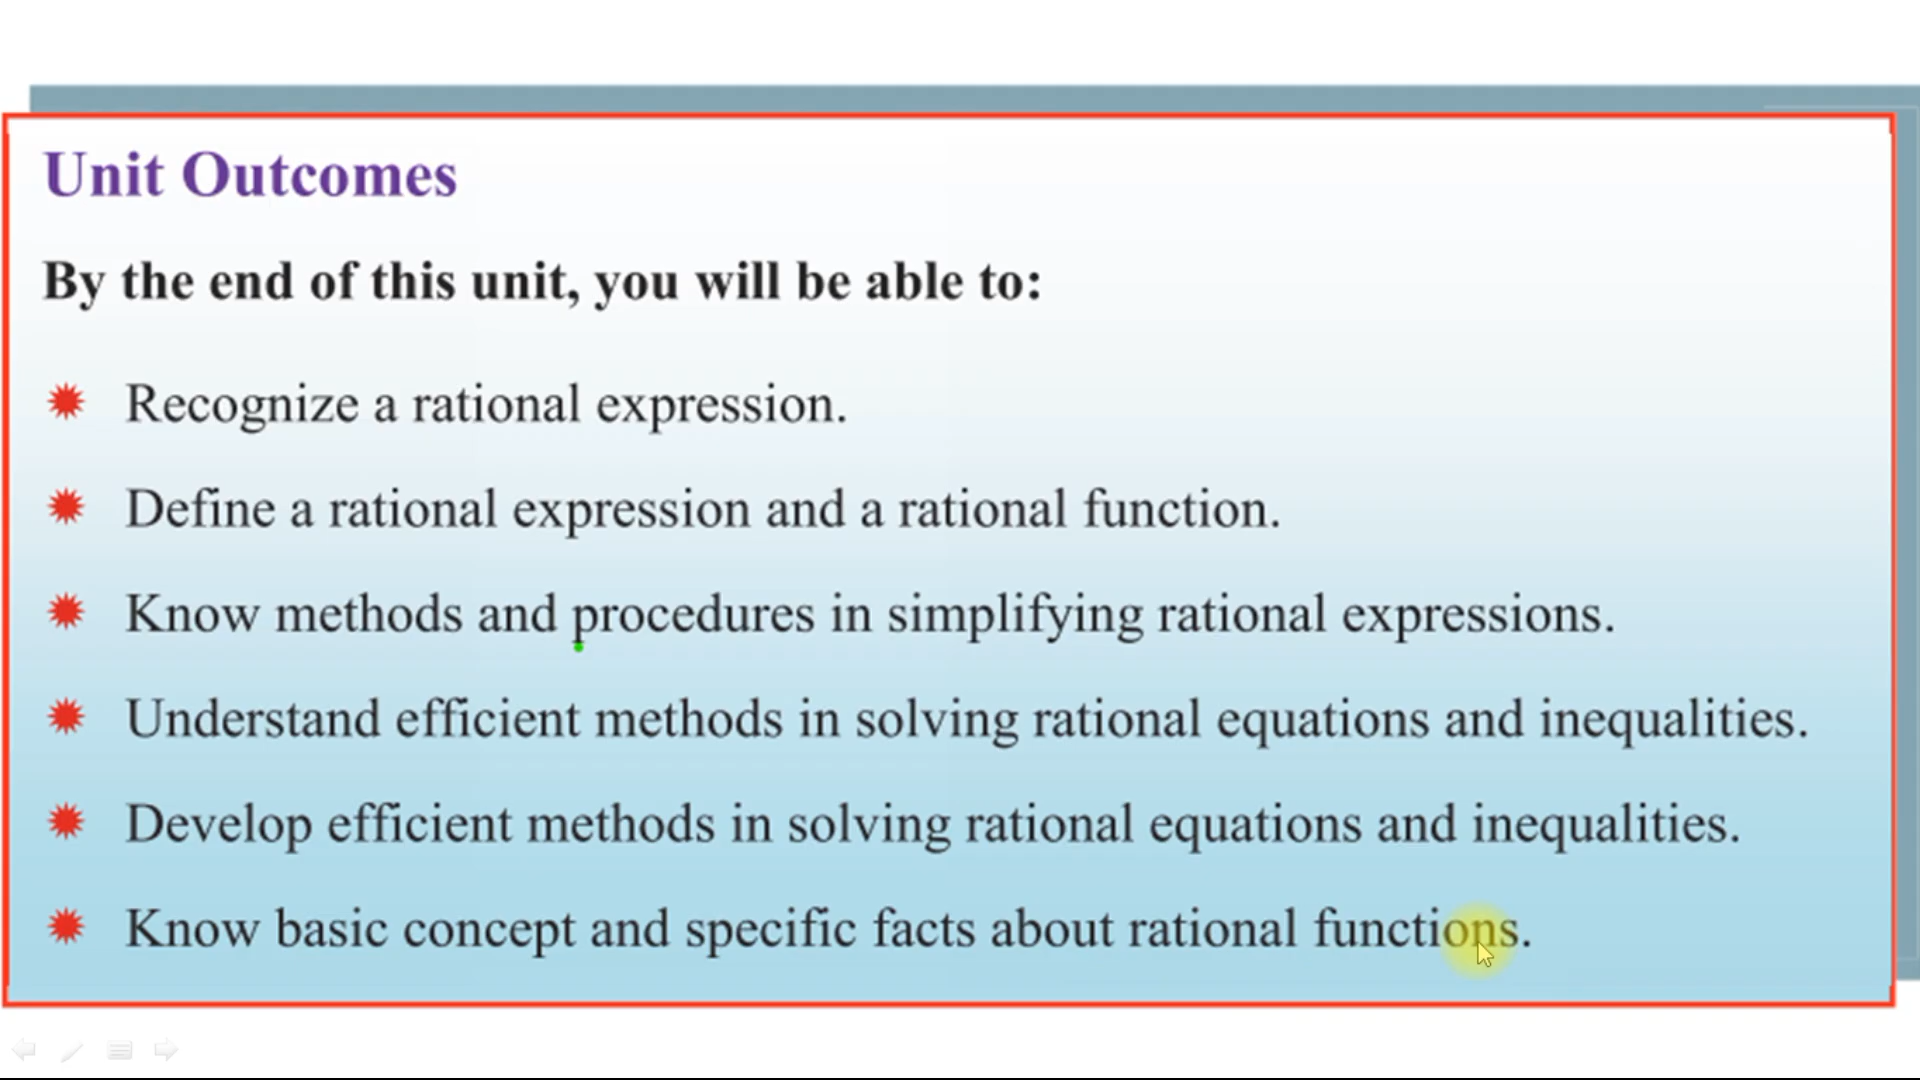 Unit Outcomes
By the end of this unit, you will be able to:
Recognize a rational expression.
Define a rational expression and a rational function.
Know methods and procedures in simplifying rational expressions.
Understand efficient methods in solving rational equations and inequalities.
Develop efficient methods in solving rational equations and inequalities.
Know basic concept and specific facts about rational functions.